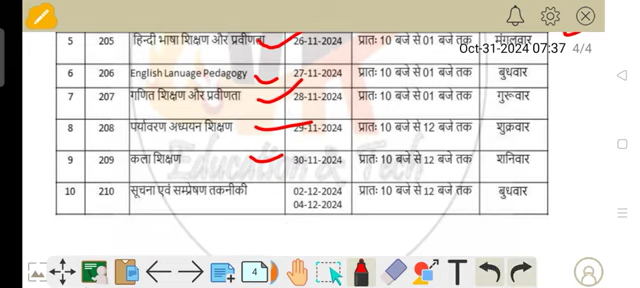 5 205 हिन्दी भाषा शिक्षण और प्रवीणता 26-11-2024 प्रातः 10 बजे से 01 बजे तक मंगलवार
Oct-31-2024 07:37 4/4
6 206 English Lanuage Pedagogy 27-11-2024 प्रातः 10 बजे से 01 बजे तक बुधवार
7 207 गणित शिक्षण और प्रवीणता 28-11-2024 प्रातः 10 बजे से 01 बजे तक गुरूवार
8 208 पर्यावरण अध्ययन शिक्षण 29-11-2024 प्रातः 10 बजे से 12 बजे तक शुक्रवार
9 209 कला शिक्षण 30-11-2024 प्रातः 10 बजे से 12 बजे तक शनिवार
Education & Tech
10 210 सूचना एवं सम्प्रेषण तकनीकी 02-12-2024 प्रातः 10 बजे से 12 बजे तक बुधवार
04-12-2024
4 T